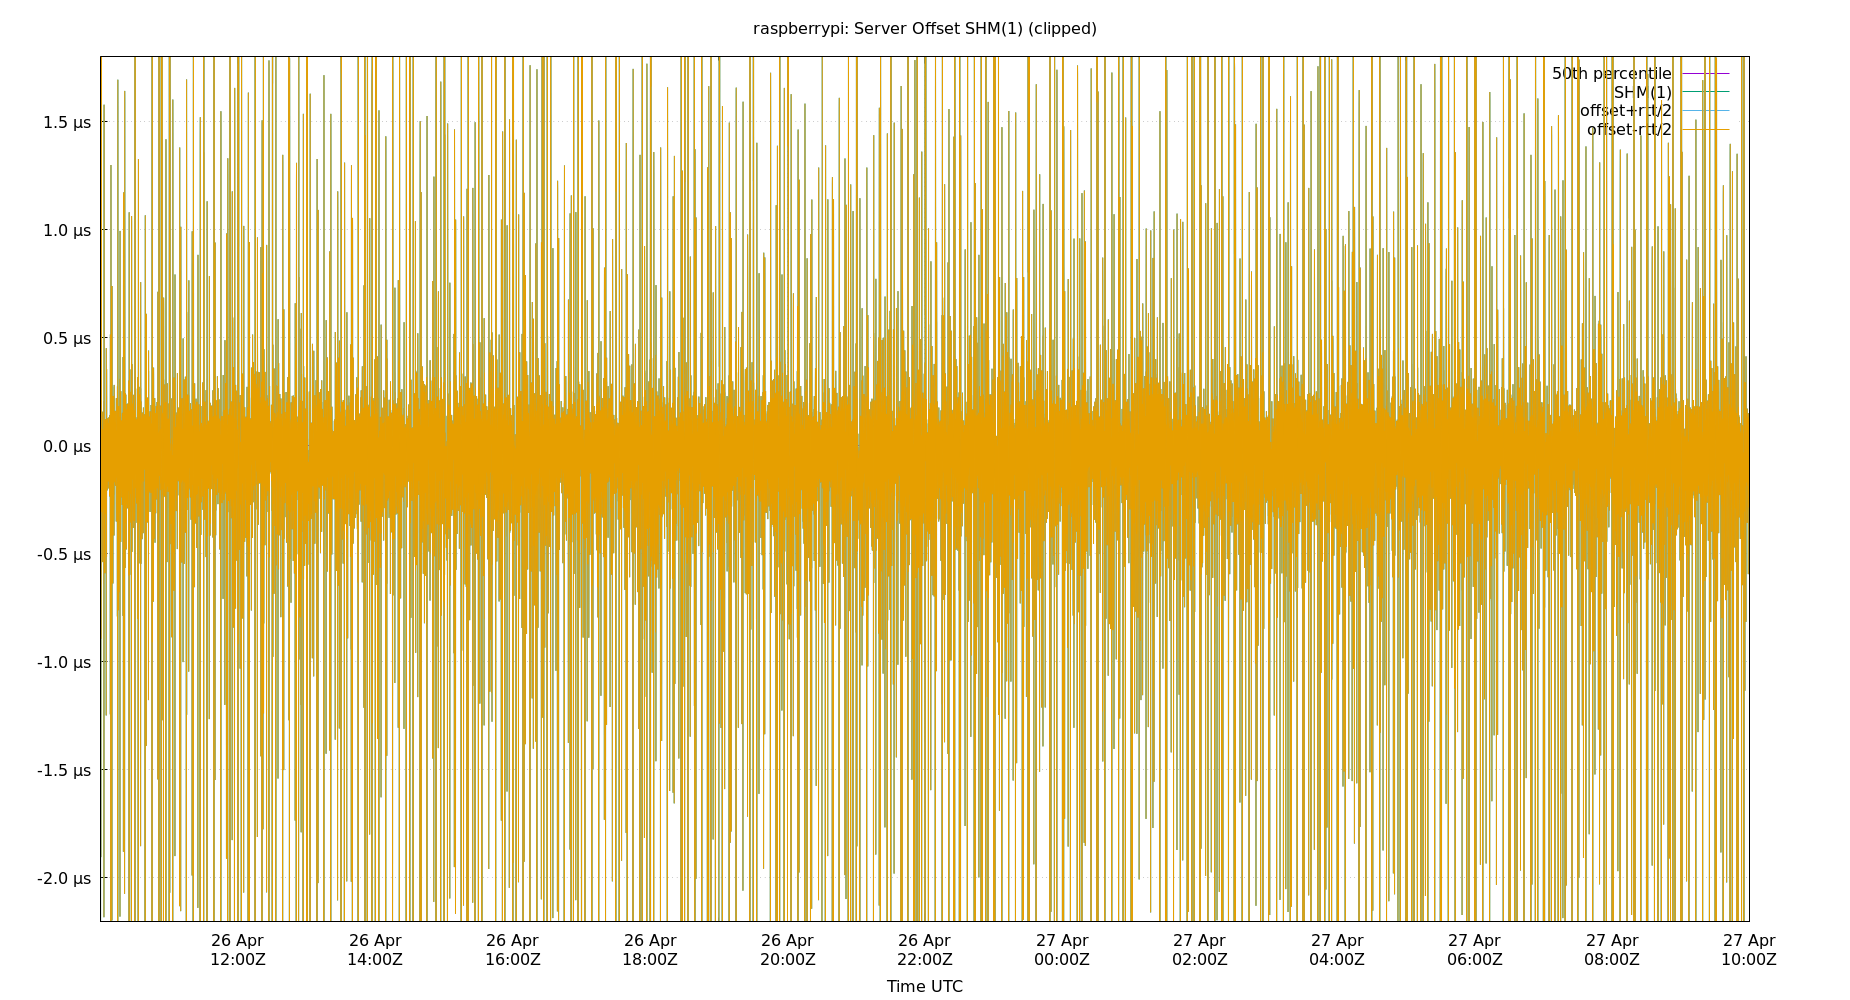 raspberrypi: Server Offset SHM(1) (clipped)
50th percentile
SHM(1)
offset+rtt/2
offset-rtt/2
1.5 µs
1.0 µs
0.5 µs
0.0 µs
-0.5 µs
-1.0 µs
-1.5 µs
-2.0 µs
26 Apr 26 Apr 26 Apr 26 Apr 26 Apr 26 Apr 27 Apr 27 Apr 27 Apr 27 Apr 27 Apr 27 Apr
12:00Z 14:00Z 16:00Z 18:00Z 20:00Z 22:00Z 00:00Z 02:00Z 04:00Z 06:00Z 08:00Z 10:00Z
Time UTC